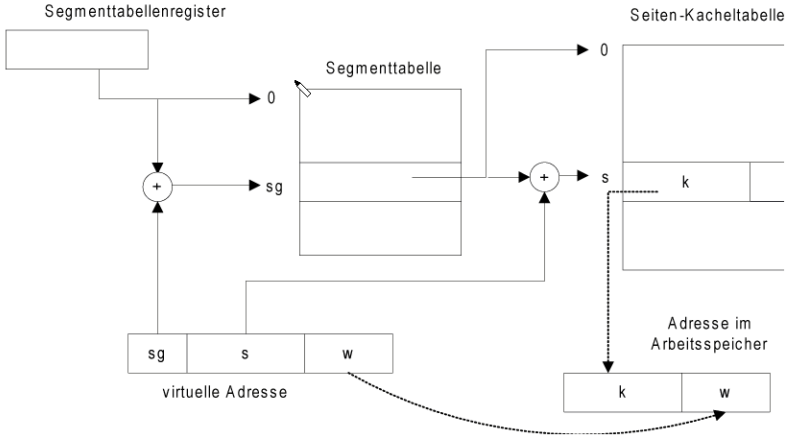 Segmenttabellenregister
Seiten-Kacheltabelle
Segmenttabelle
0
0
+
sg
+
s
k
sg
s
w
virtuelle Adresse
Adresse im
Arbeitsspeicher
k
w